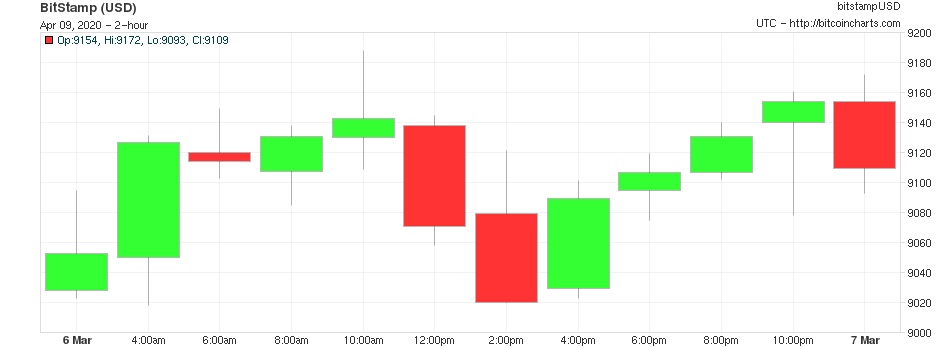 BitStamp (USD)
bitstampUSD
Apr 09, 2020 - 2-hour
UTC - http://bitcoincharts.com
Op:9154, Hi:9172, Lo:9093, Cl:9109
9200
9180
9160
9140
9120
9100
9080
9060
9040
9020
9000
6 Mar 4:00am 6:00am 8:00am 10:00am 12:00pm 2:00pm 4:00pm 6:00pm 8:00pm 10:00pm 7 Mar